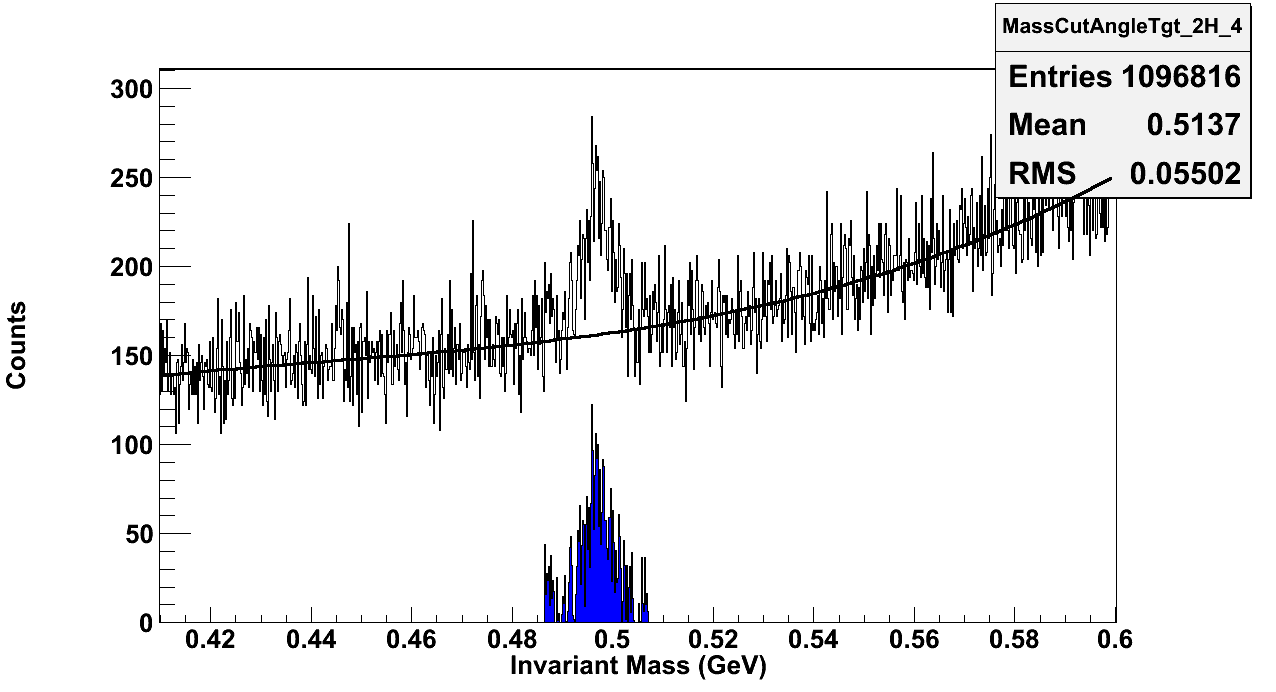 MassCutAngleTgt_2H_4
Entries 1096816
Mean 0.5137
RMS 0.05502
300
250
200
150
100
50
0
Counts
0.42 0.44 0.46 0.48 0.5 0.52 0.54 0.56 0.58 0.6
Invariant Mass (GeV)